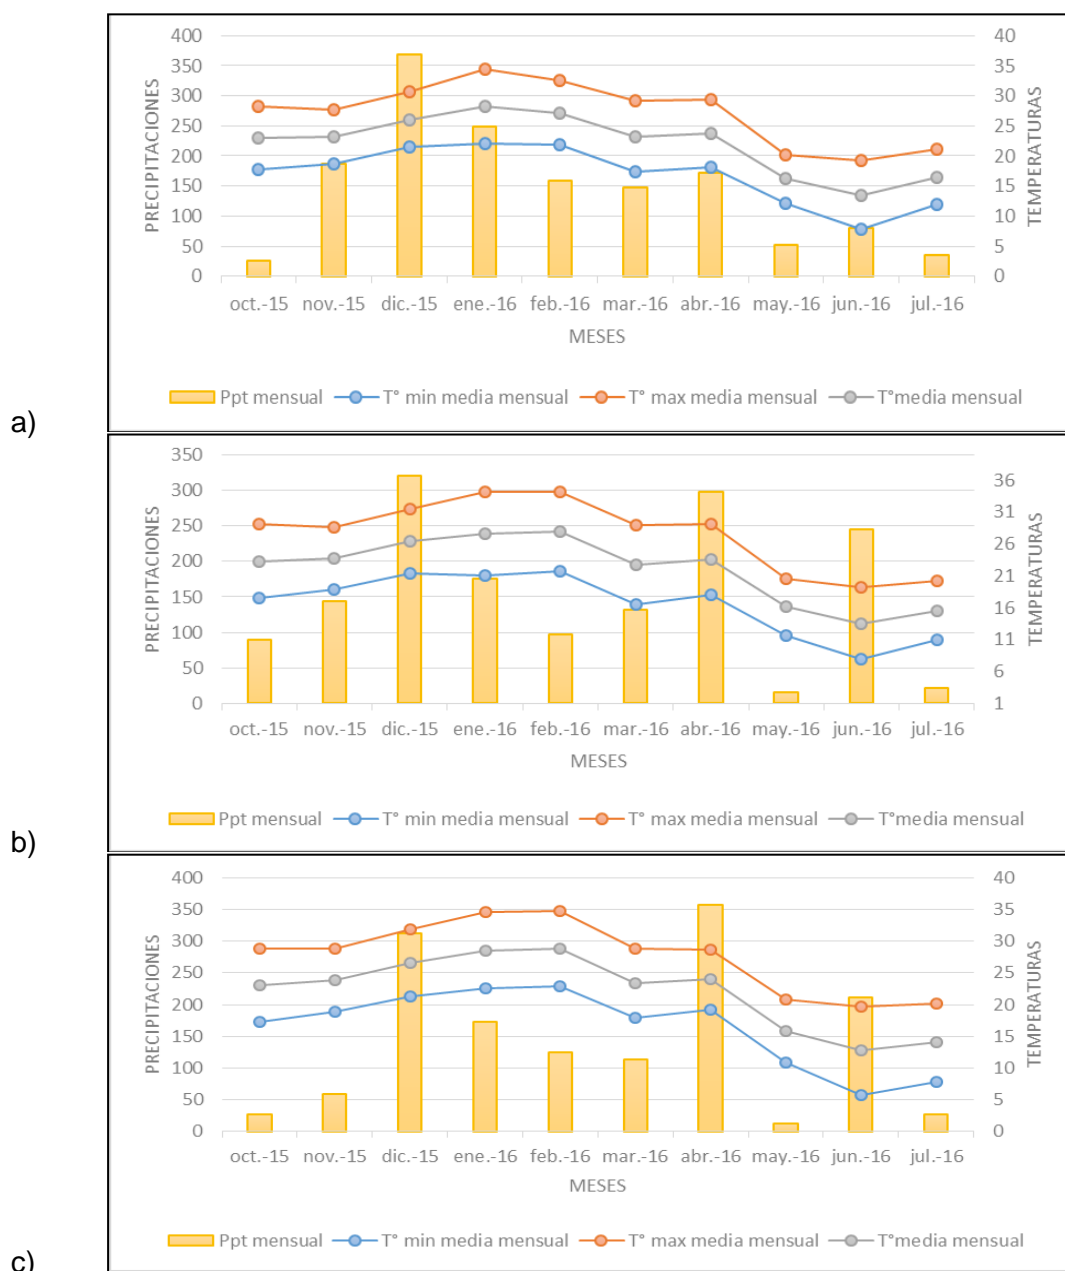 400
350
300
250
200
150
100
50
0
PRECIPITACIONES
40
35
30
25
20
15
10
5
0
TEMPERATURAS
oct.-15 nov.-15 dic.-15 ene.-16 feb.-16 mar.-16 abr.-16 may.-16 jun.-16 jul.-16
MESES
Ppt mensual T° min media mensual T° max media mensual T°media mensual
a)
350
300
250
200
150
100
50
0
PRECIPITACIONES
36
31
26
21
16
11
6
1
TEMPERATURAS
oct.-15 nov.-15 dic.-15 ene.-16 feb.-16 mar.-16 abr.-16 may.-16 jun.-16 jul.-16
MESES
Ppt mensual T° min media mensual T° max media mensual T°media mensual
b)
400
350
300
250
200
150
100
50
0
PRECIPITACIONES
40
35
30
25
20
15
10
5
0
TEMPERATURAS
oct.-15 nov.-15 dic.-15 ene.-16 feb.-16 mar.-16 abr.-16 may.-16 jun.-16 jul.-16
MESES
Ppt mensual T° min media mensual T° max media mensual T°media mensual
c)